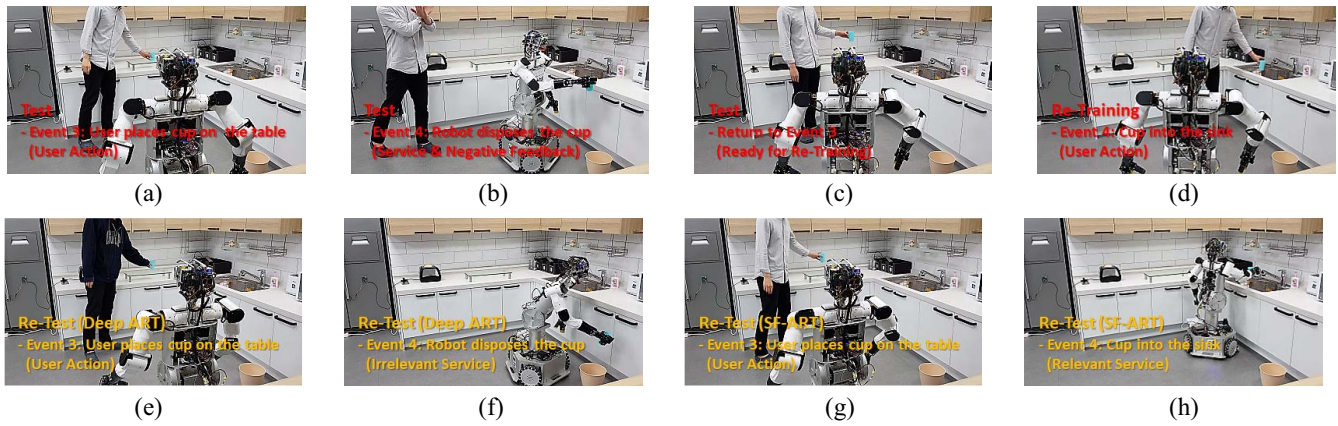 Test
- Event 3: User places cup on the table
(User Action)
(a)
Test
- Event 4: Robot disposes the cup
(Service & Negative Feedback)
(b)
Test
- Return to Event 3
(Ready for Re-Training)
(c)
Re-Training
- Event 4: Cup into the sink
(User Action)
(d)
Re-Test (Deep ART)
- Event 3: User places cup on the table
(User Action)
(e)
Re-Test (Deep ART)
- Event 4: Robot disposes the cup
(Irrelevant Service)
(f)
Re-Test (SF-ART)
- Event 3: User places cup on the table
(User Action)
(g)
Re-Test (SF-ART)
- Event 4: Cup into the sink
(Relevant Service)
(h)